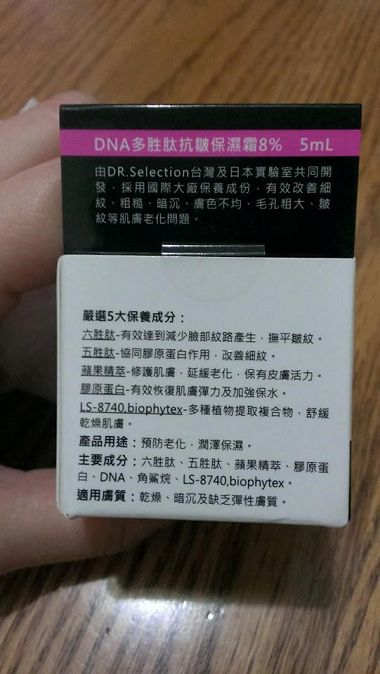 DNA多胜肽抗皺保濕霜8% 5mL
由DR.Selection台灣及日本實驗室共同開
發，採用國際大廠保養成份，有效改善細
紋、粗糙、暗沉、膚色不均、毛孔粗大、皺
紋等肌膚老化問題。
嚴選5大保養成分：
六胜肽-有效達到減少臉部紋路產生，撫平皺紋。
五胜肽-協同膠原蛋白作用，改善細紋。
蘋果精萃-修護肌膚，延緩老化，保有皮膚活力。
膠原蛋白-有效恢復肌膚彈力及加強保水。
LS-8740,biophytex-多種植物提取複合物，舒緩
乾燥肌膚。
產品用途：預防老化，潤澤保濕。
主要成分：六胜肽、五胜肽、蘋果精萃、膠原蛋
白、DNA、角鯊烷、LS-8740,biophytex。
適用膚質：乾燥、暗沉及缺乏彈性膚質。